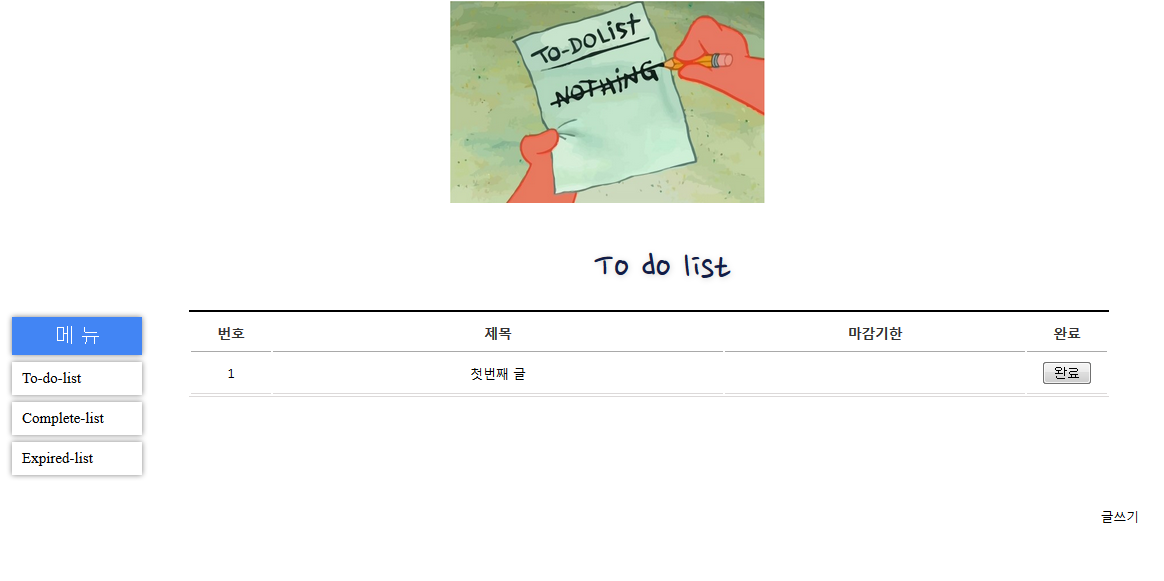 TO-DOLIST
NOTHiNG
To do list
메 뉴
To-do-list
Complete-list
Expired-list
번호 제목 마감기한 완료
1 첫번째 글 완료
글쓰기